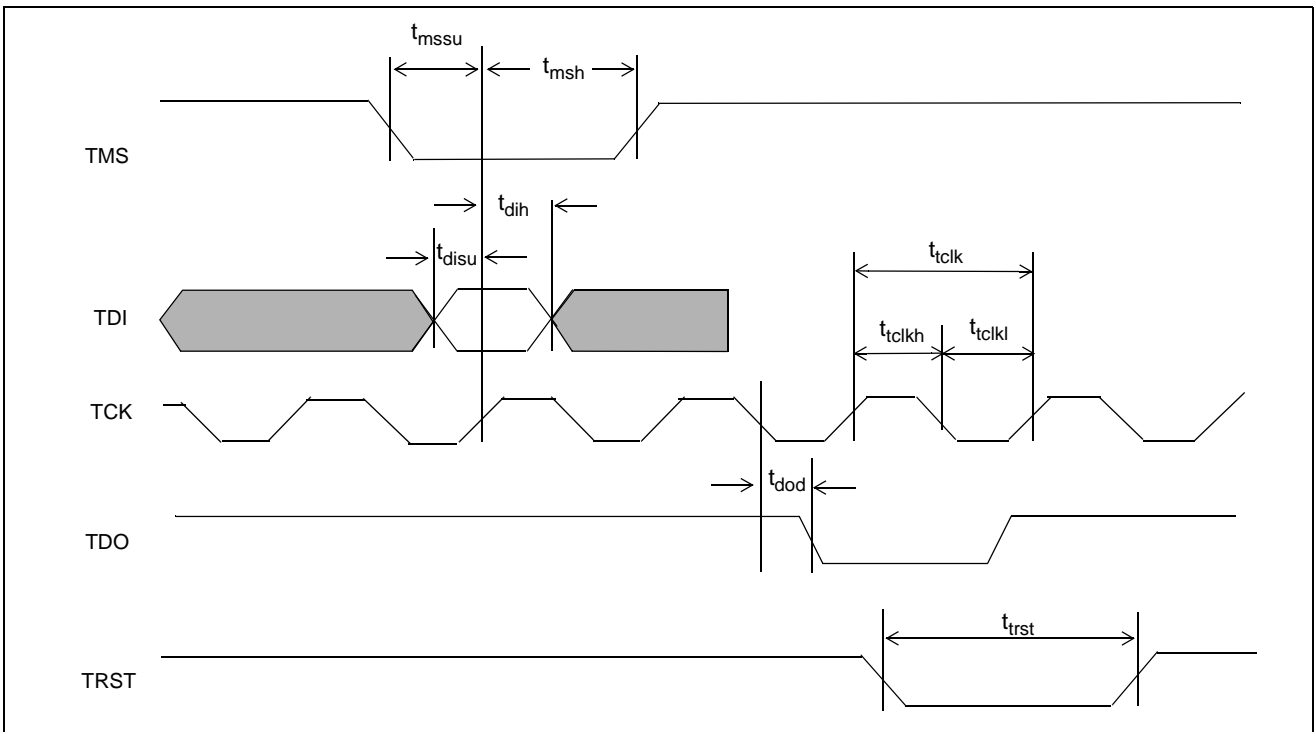 tmssu
tmsh
TMS
tdih
tdisu
ttclk
TDI
ttclkh ttclkl
TCK
tdod
TDO
ttrst
TRST